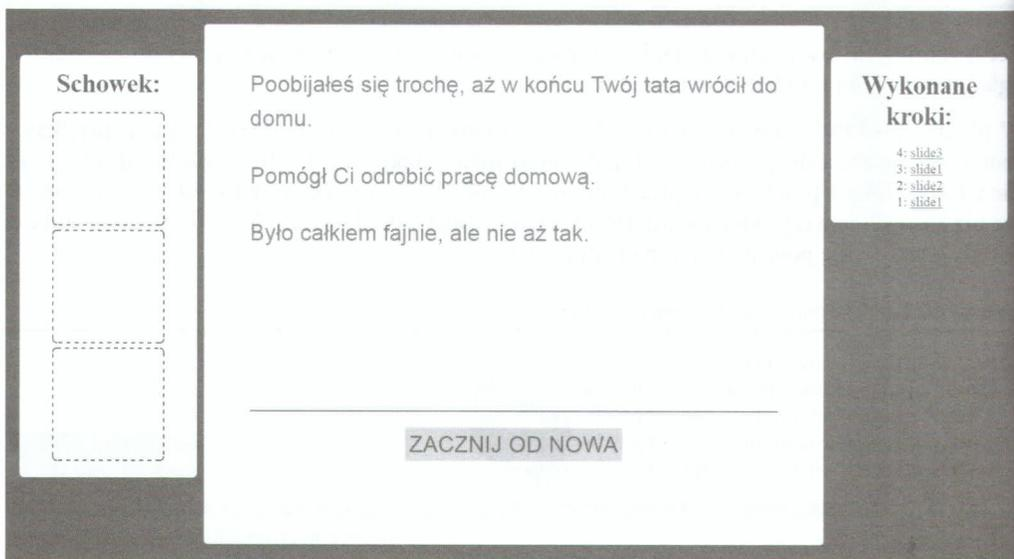 Schowek:
Poobijałeś się trochę, aż w końcu Twój tata wrócił do
domu.
Pomógł Ci odrobić pracę domową.
Było całkiem fajnie, ale nie aż tak.
ZACZNIJ OD NOWA
Wykonane
kroki:
4: slide3
3: slide1
2: slide2
1: slide1